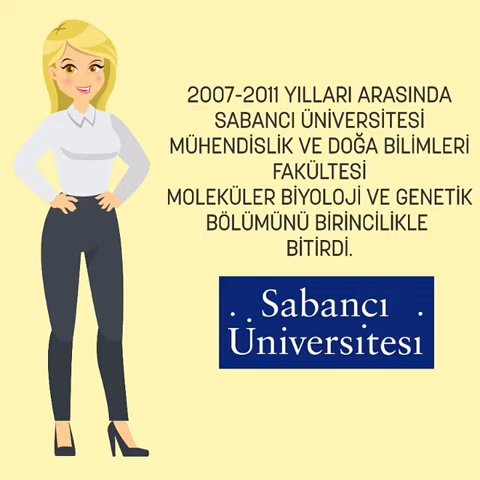 2007-2011 YILLARI ARASINDA
SABANCI ÜNİVERSİTESİ
MÜHENDİSLİK VE DOĞA BİLİMLERİ
FAKÜLTESİ
MOLEKÜLER BİYOLOJİ VE GENETİK
BÖLÜMÜNÜ BİRİNCİLİKLE
BİTİRDİ.
Sabancı
Üniversitesi